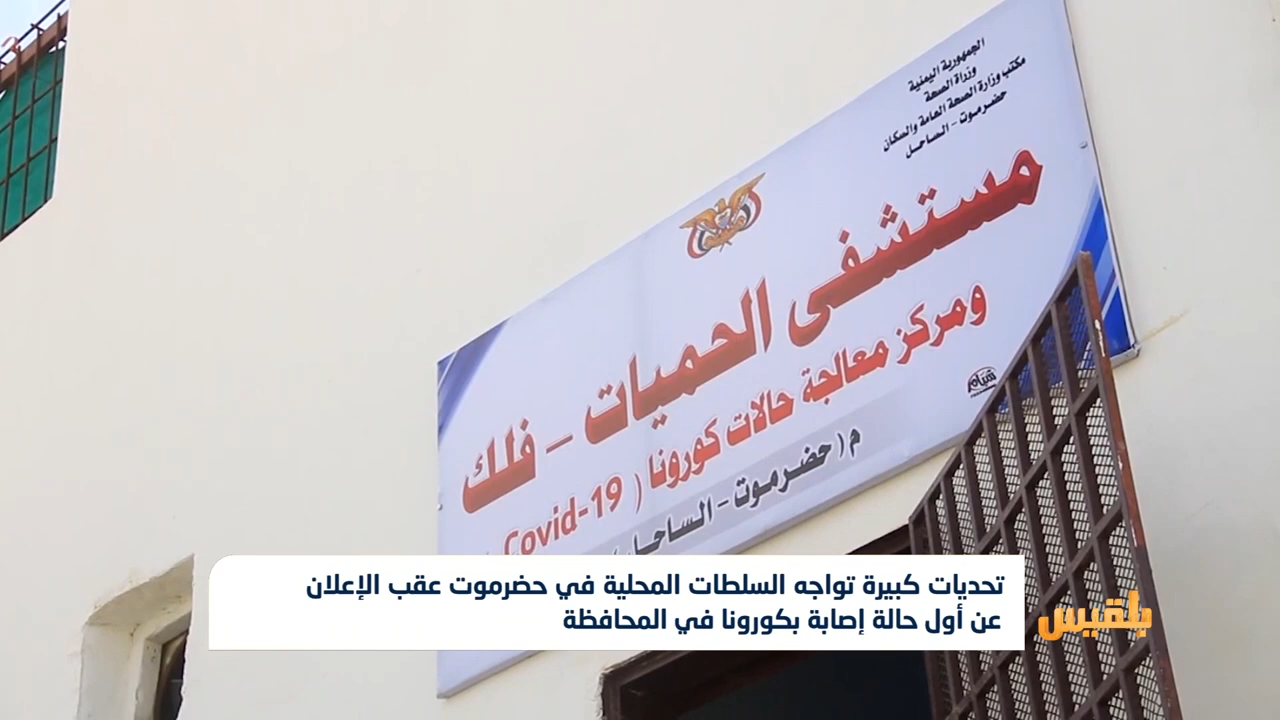 الجمهورية اليمنية
وزراة الصحة
مكتب وزارة الصحة العامة والسكان
حضرموت - الساحل
مستشفى الحميات - فلك
ومركز معالجة حالات كورونا ( Covid-19
م ( حضرموت - الساحل
شبام
تحديات كبيرة تواجه السلطات المحلية في حضرموت عقب الإعلان
عن أول حالة إصابة بكورونا في المحافظة
بلقيس